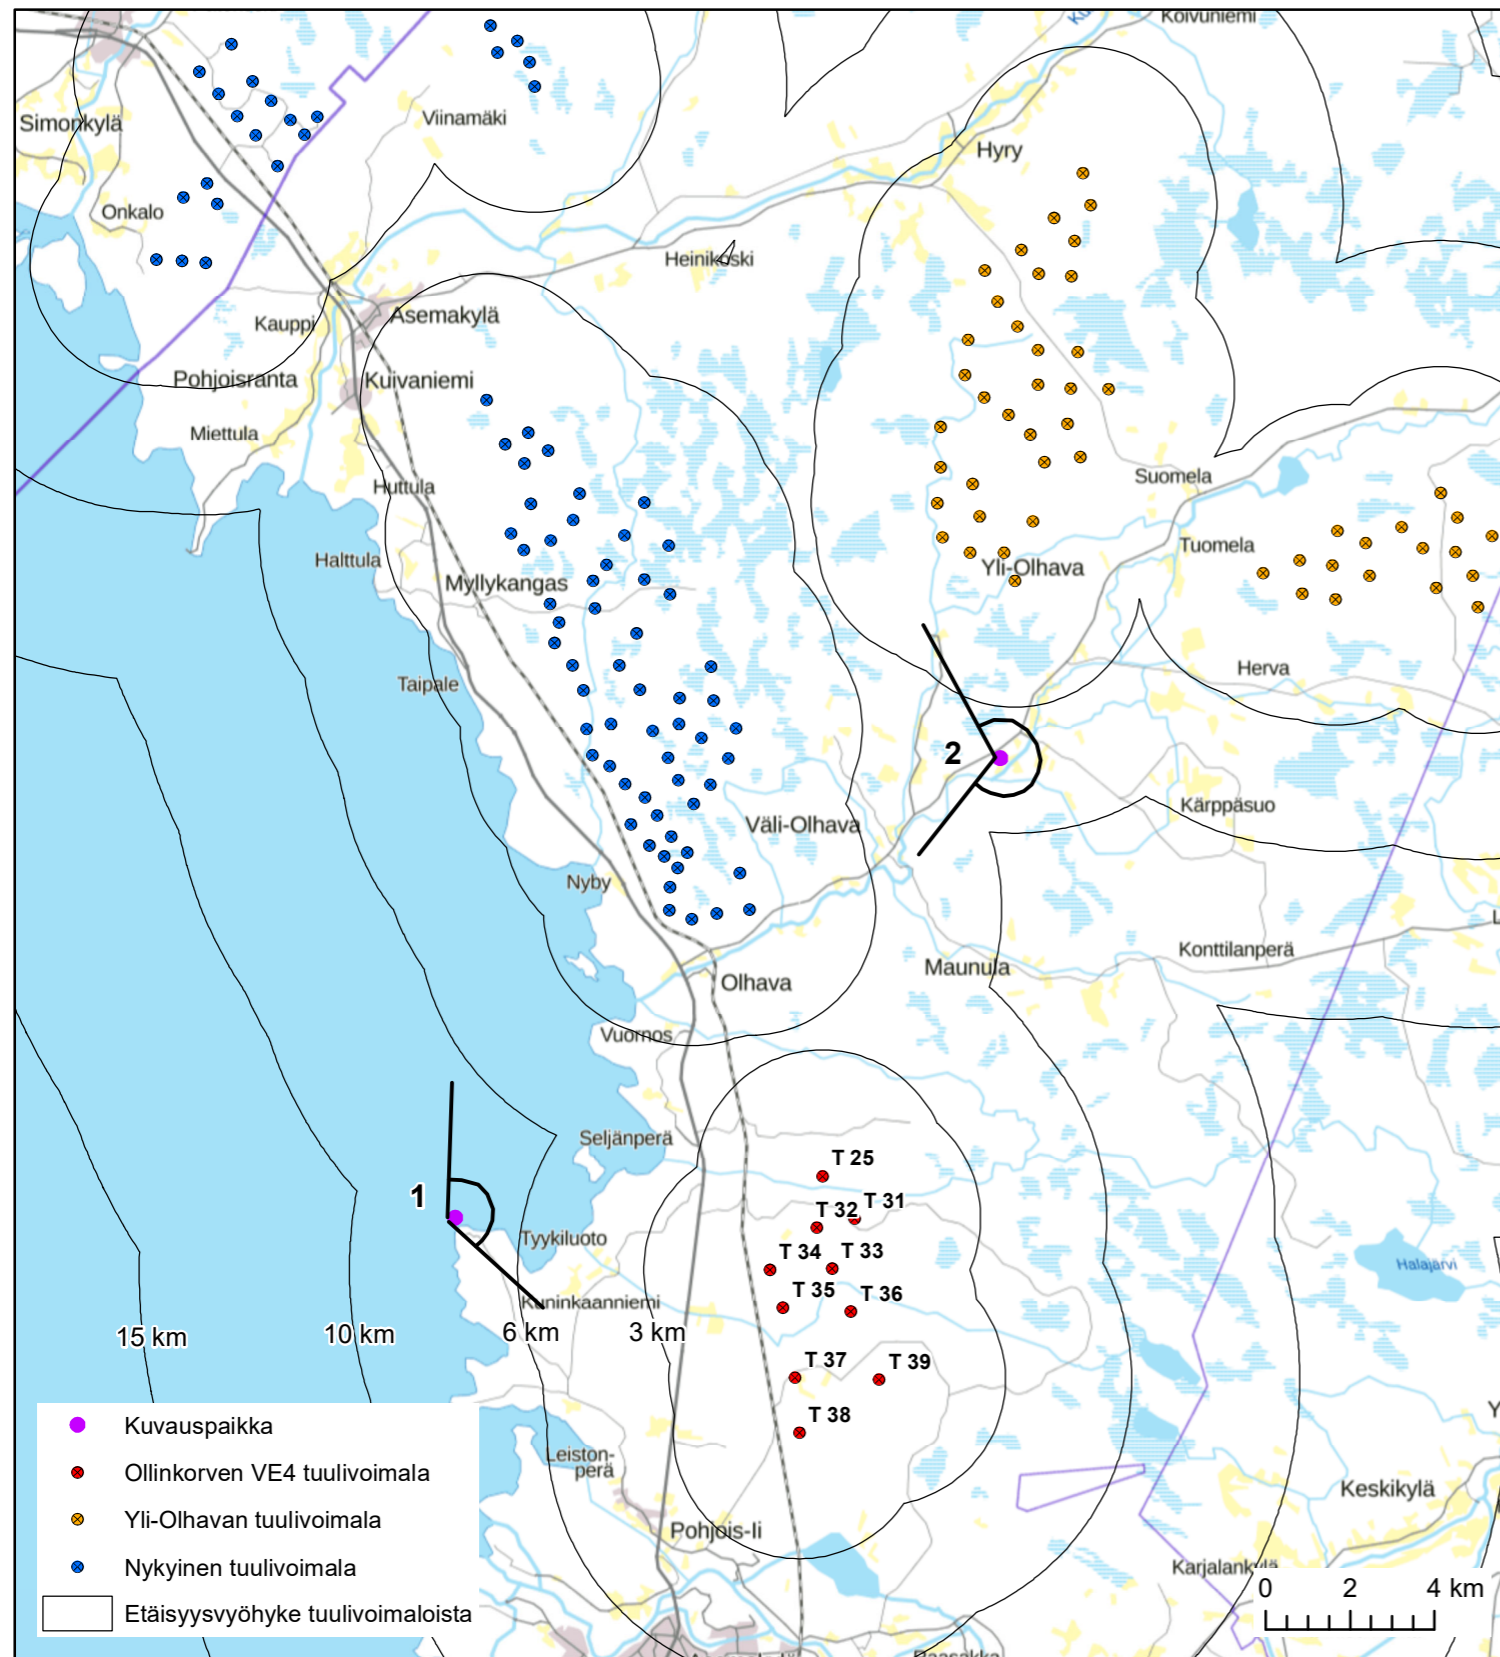 Koivuniemi
Simonkylä
Viinamäki
Hyry
Onkalo
Heinikoski
Kauppi
Asemakylä
Pohjoisranta
Kuivaniemi
Miettula
Huttula
Suomela
Tuomela
Halttula
Myllykangas
Yli-Olhava
Herva
Taipale
2
Kärppäsuo
Väli-Olhava
Nyby
Konttilanperä
Maunula
Olhava
Vuornos
Seljänperä
T 25
1
T 31
T 32
Tyykiluoto
T 34
T 33
Halajärvi
T 35
T 36
Kuninkaanniemi
15 km
10 km
6 km
3 km
T 37
T 39
T 38
Kuvauspaikka
Leiston-
perä
Ollinkorven VE4 tuulivoimala
Keskikylä
Yli-Olhavan tuulivoimala
Pohjois-Ii
Nykyinen tuulivoimala
Karjalankylä
0 2 4 km
Etäisyysvyöhyke tuulivoimaloista